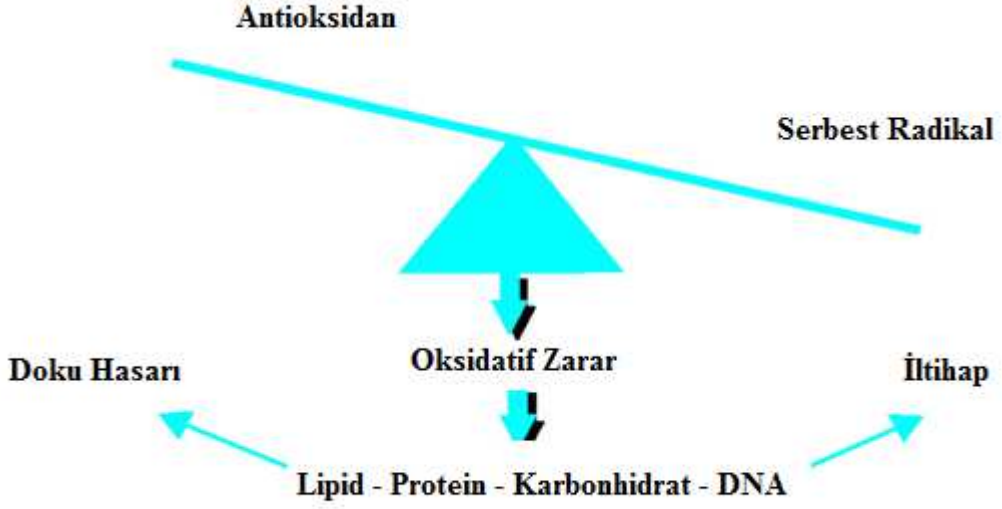 Antioksidan
Serbest Radikal
Oksidatif Zarar
Doku Hasarı
İltihap
Lipid - Protein - Karbonhidrat - DNA